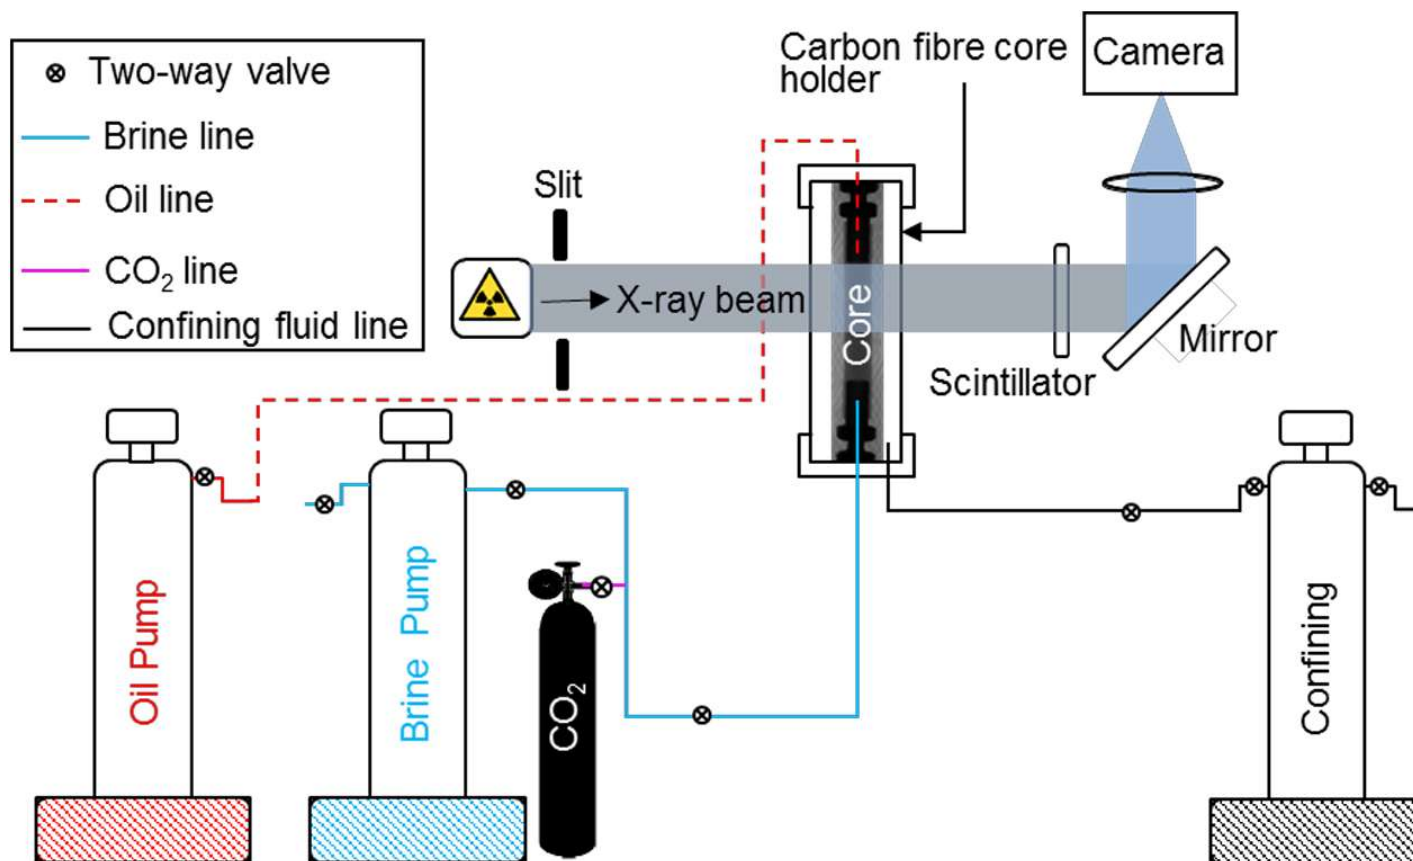 Two-way valve
Brine line
Oil line
CO₂ line
Confining fluid line
Slit
Carbon fibre core
holder
Camera
X-ray beam
Core
Scintillator
Mirror
Oil Pump
Brine Pump
CO₂
Confining